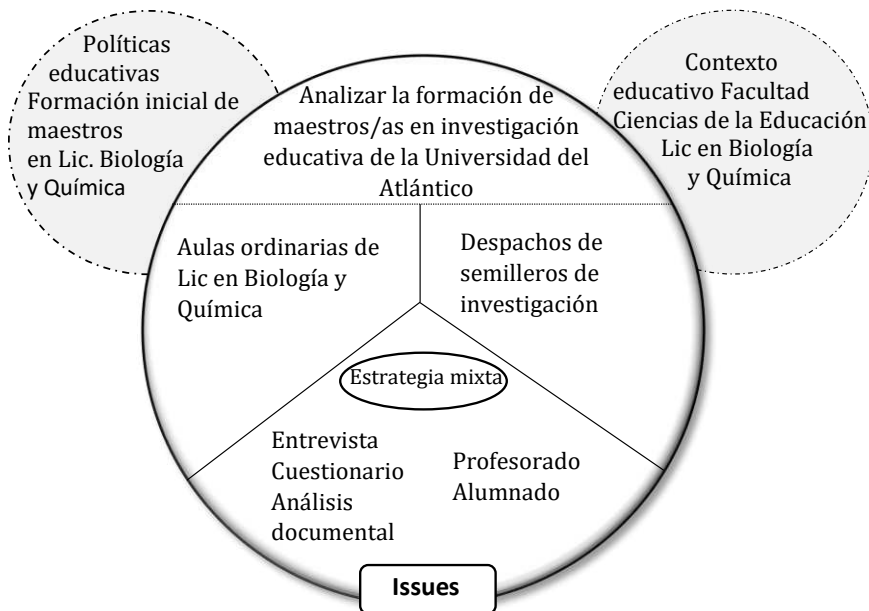 Políticas
educativas
Formación inicial de
maestros
en Lic. Biología
y Química
Analizar la formación de
maestros/as en investigación
educativa de la Universidad del
Atlántico
Contexto
educativo Facultad
Ciencias de la Educación
Lic en Biología
y Química
Aulas ordinarias de
Lic en Biología y
Química
Despachos de
semilleros de
investigación
Estrategia mixta
Entrevista
Cuestionario
Análisis
documental
Profesorado
Alumnado
Issues